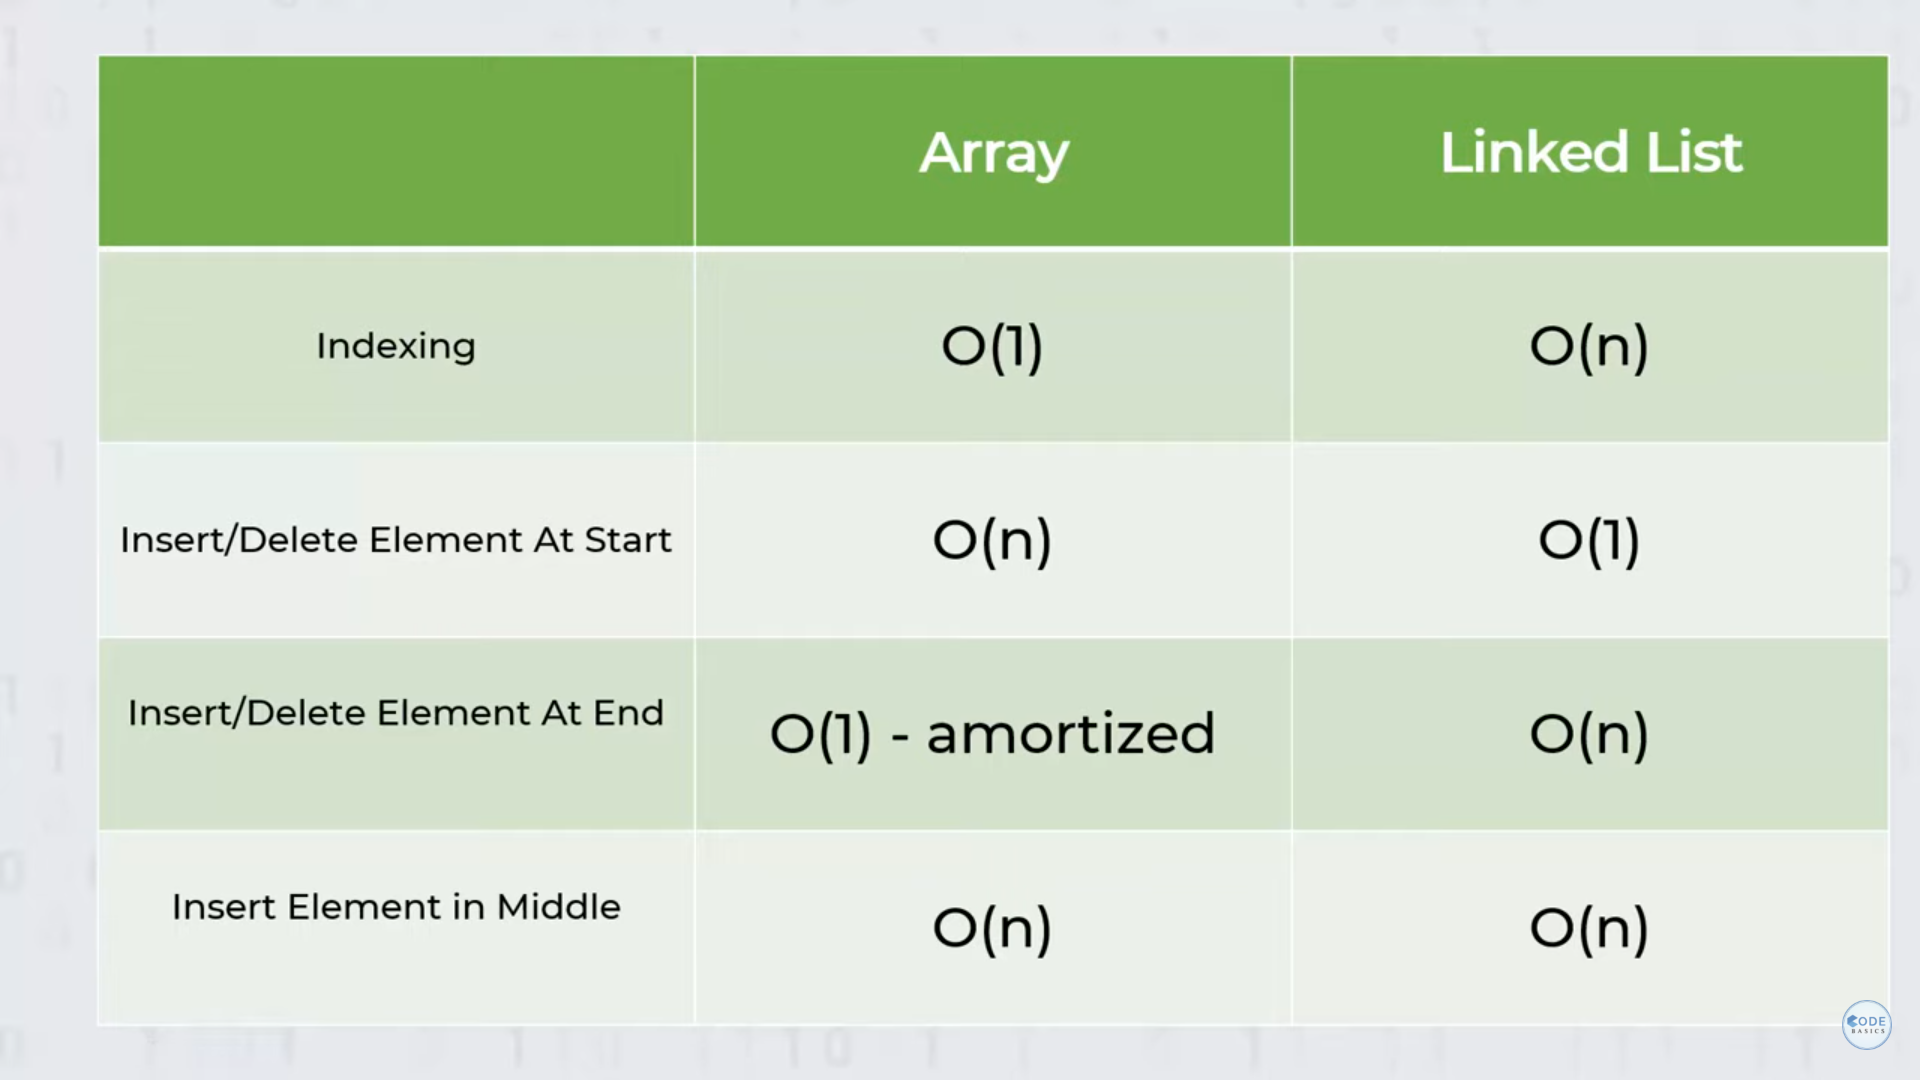 Array Linked List
Indexing O(1) O(n)
Insert/Delete Element At Start O(n) O(1)
Insert/Delete Element At End O(1) - amortized O(n)
Insert Element in Middle O(n) O(n)
CODE
BASICS